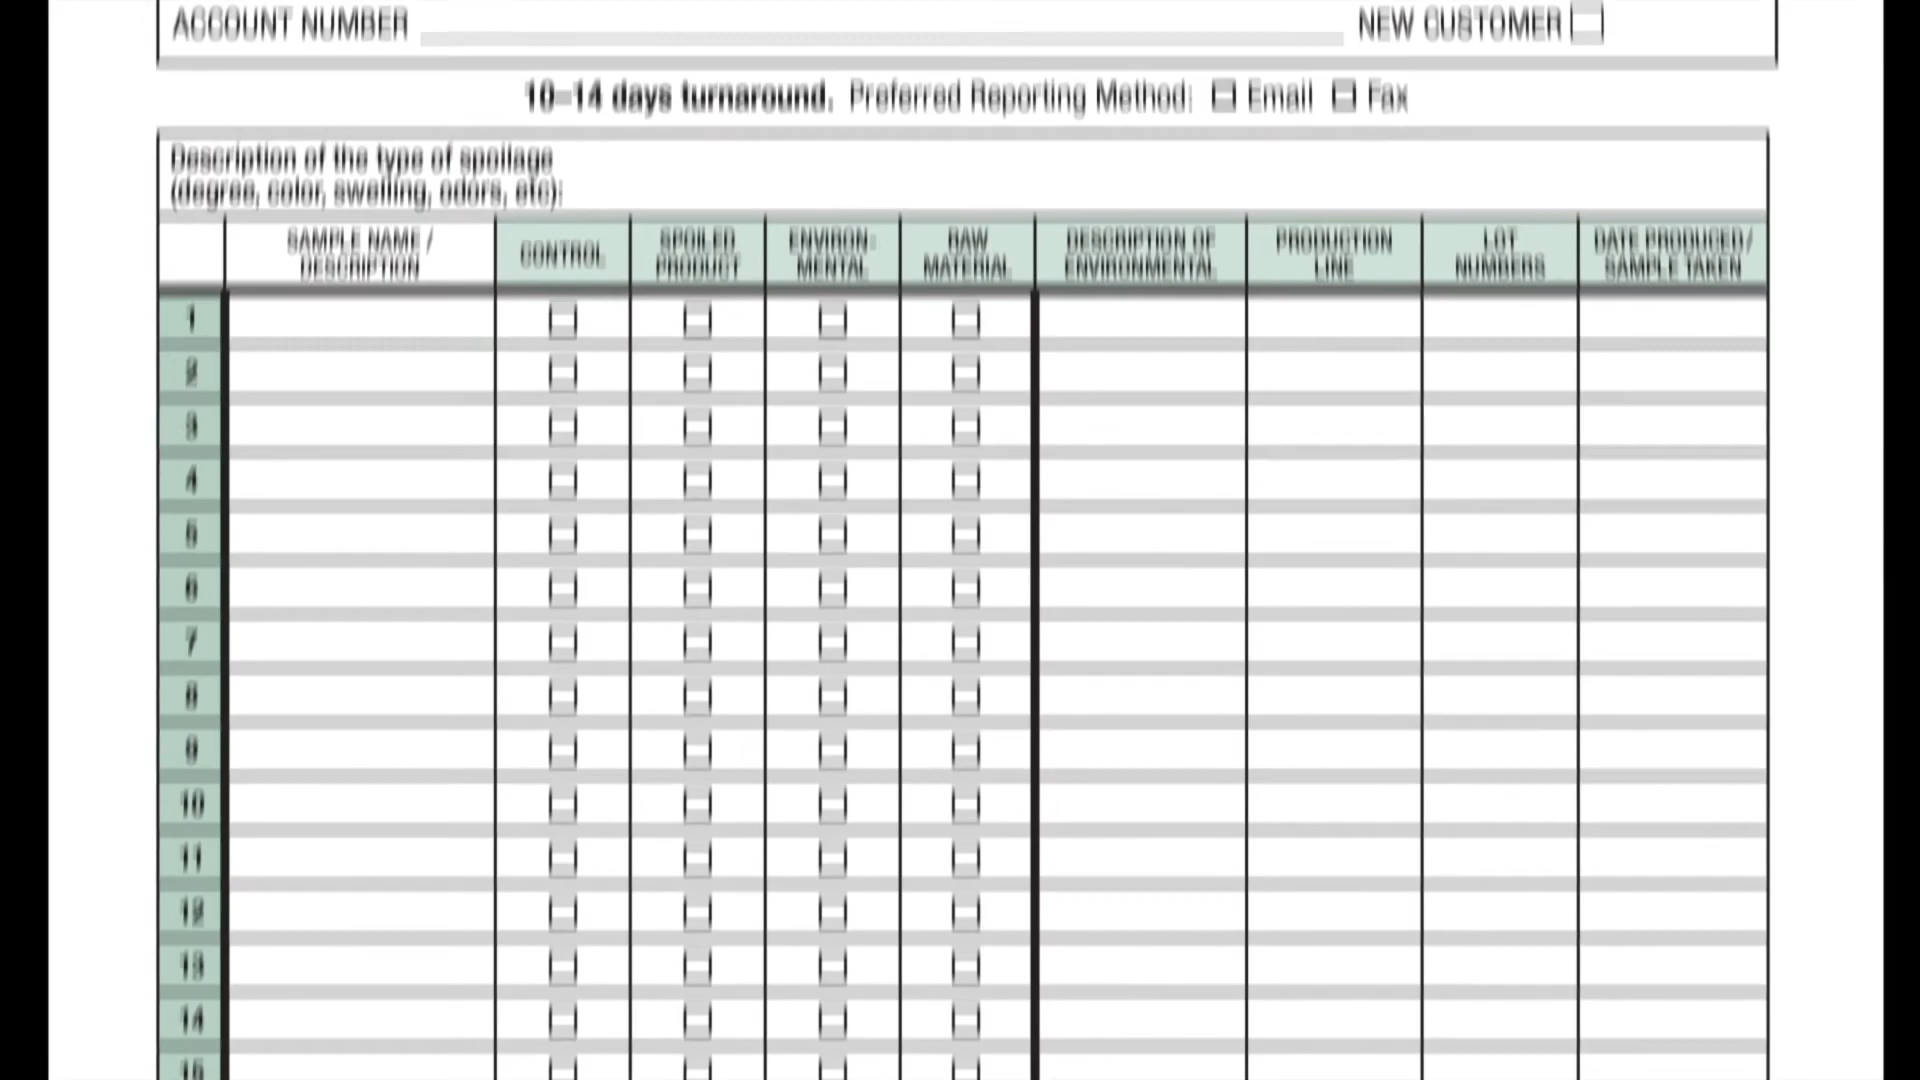 ACCOUNT NUMBER NEW CUSTOMER
10–14 days turnaround. Preferred Reporting Method: Email Fax
Description of the type of spoilage
(degree, color, swelling, odors, etc):
SAMPLE NAME /
DESCRIPTION
CONTROL
SPOILED
PRODUCT
ENVIRON-
MENTAL
RAW
MATERIAL
DESCRIPTION OF
ENVIRONMENTAL
PRODUCTION
LINE
LOT
NUMBERS
DATE PRODUCED /
SAMPLE TAKEN
1
2
3
4
5
6
7
8
9
10
11
12
13
14
15